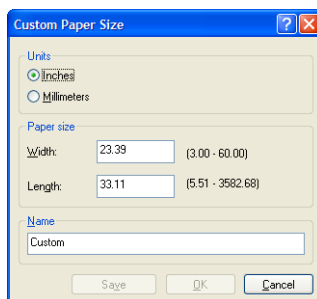 Custom Paper Size
Units
Inches
Millimeters
Paper size
Width: 23.39 (3.00 - 60.00)
Length: 33.11 (5.51 - 3582.68)
Name
Custom
Save OK Cancel